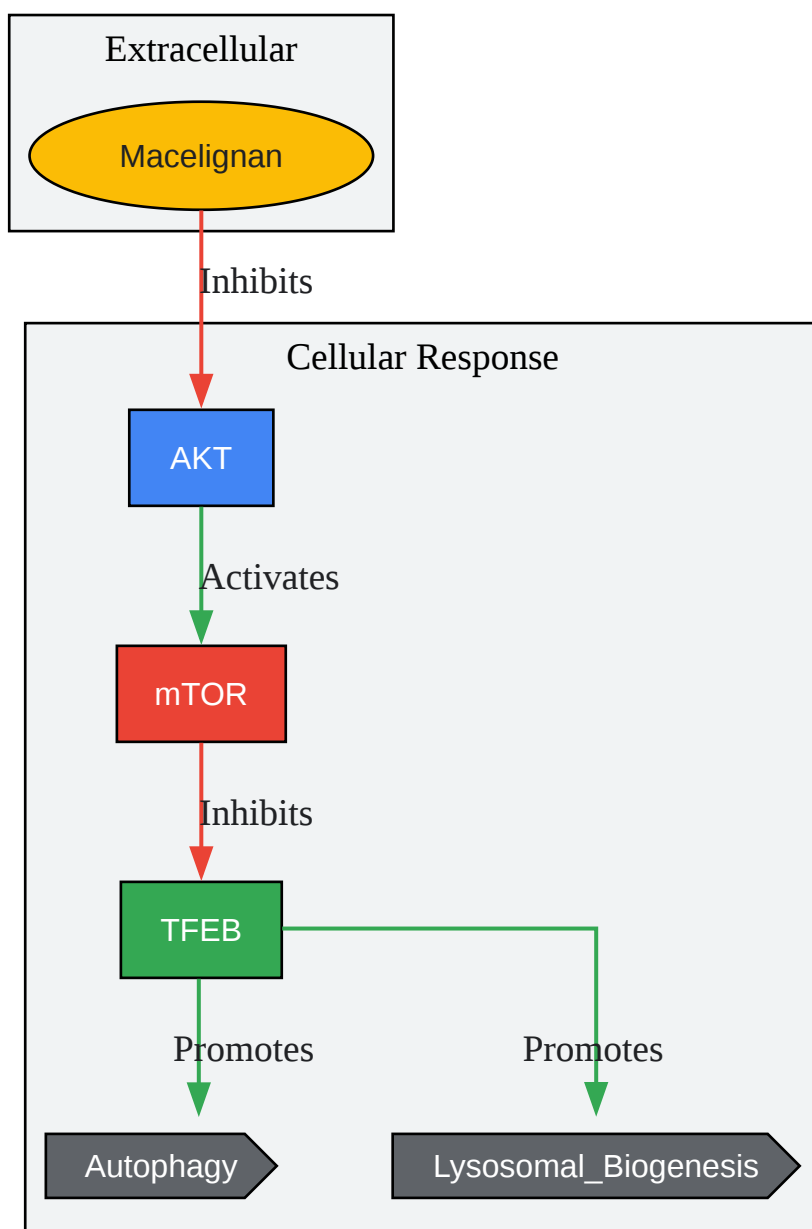 Extracellular
Macelignan
Inhibits
Cellular Response
AKT
Activates
mTOR
Inhibits
TFEB
Promotes
Promotes
Autophagy
Lysosomal_Biogenesis